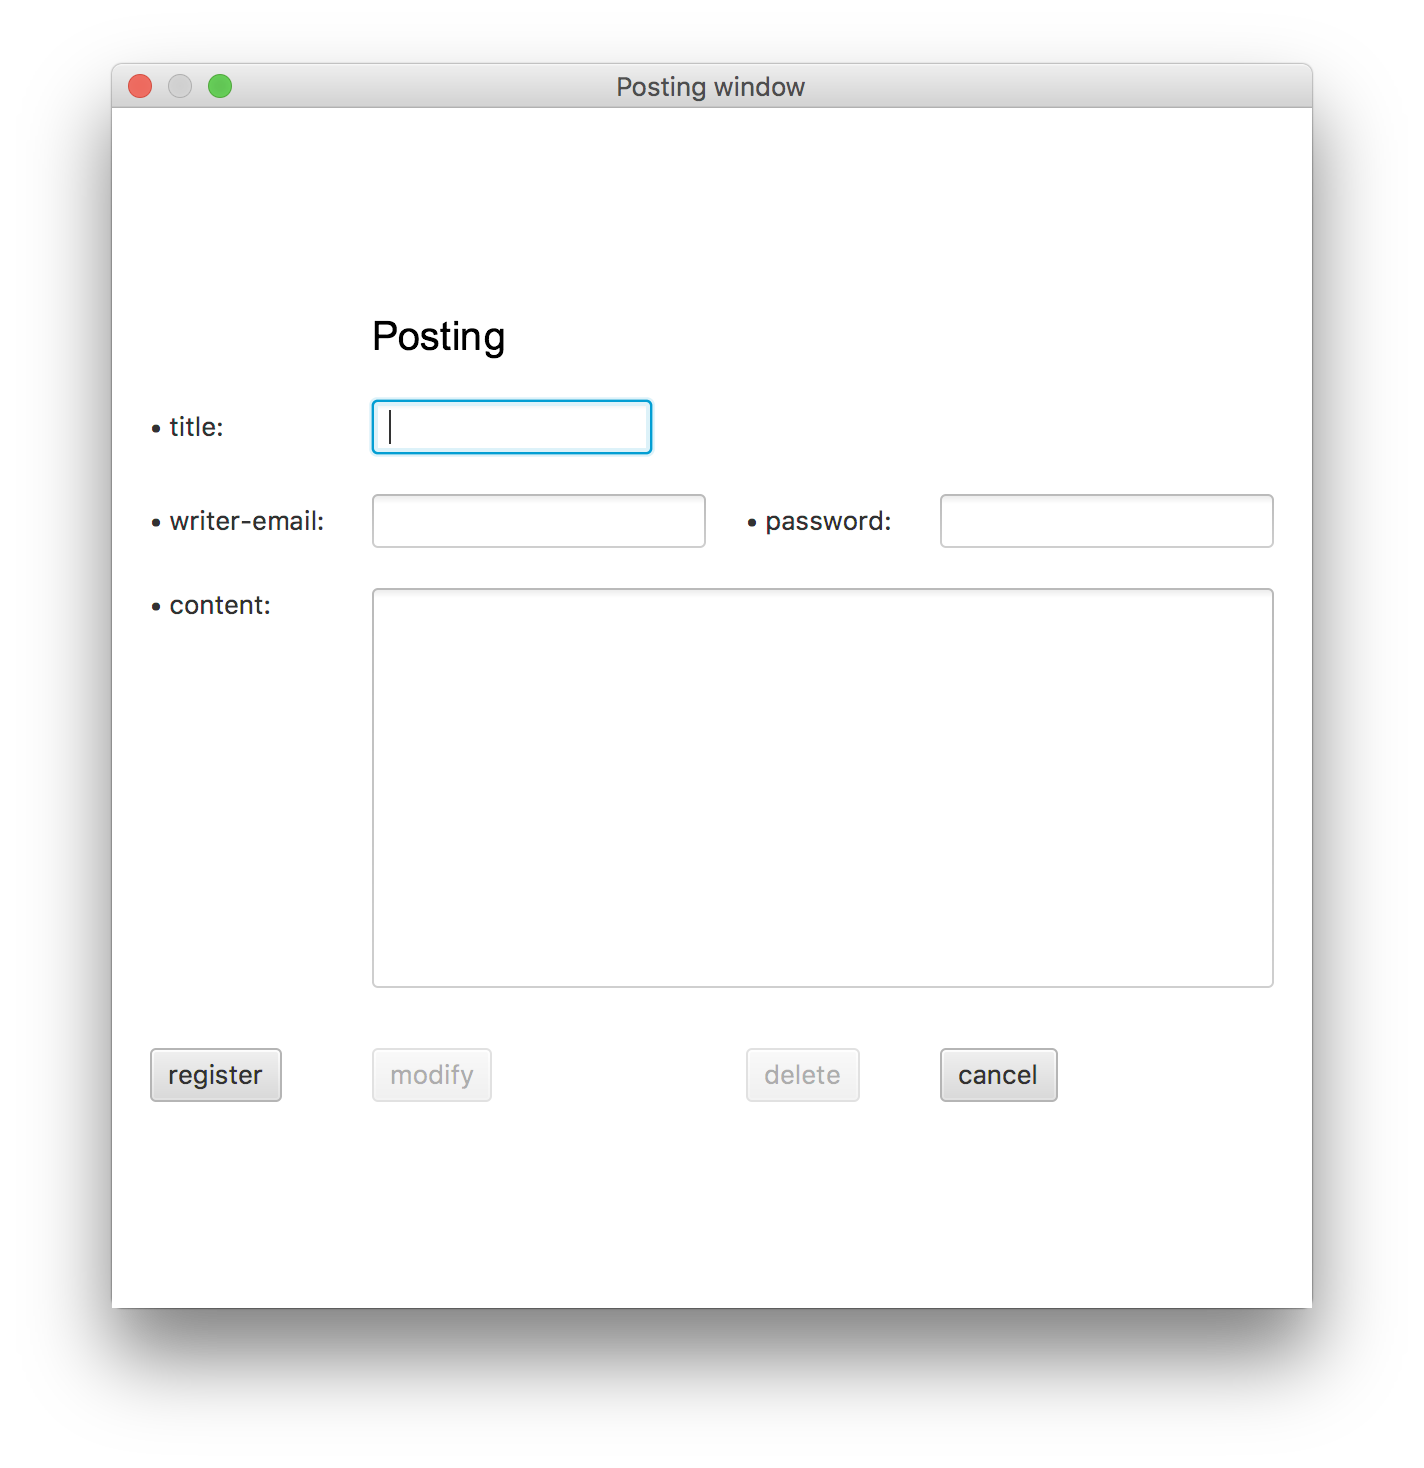 Posting window
Posting
• title:
• writer-email: • password:
• content:
register modify delete cancel